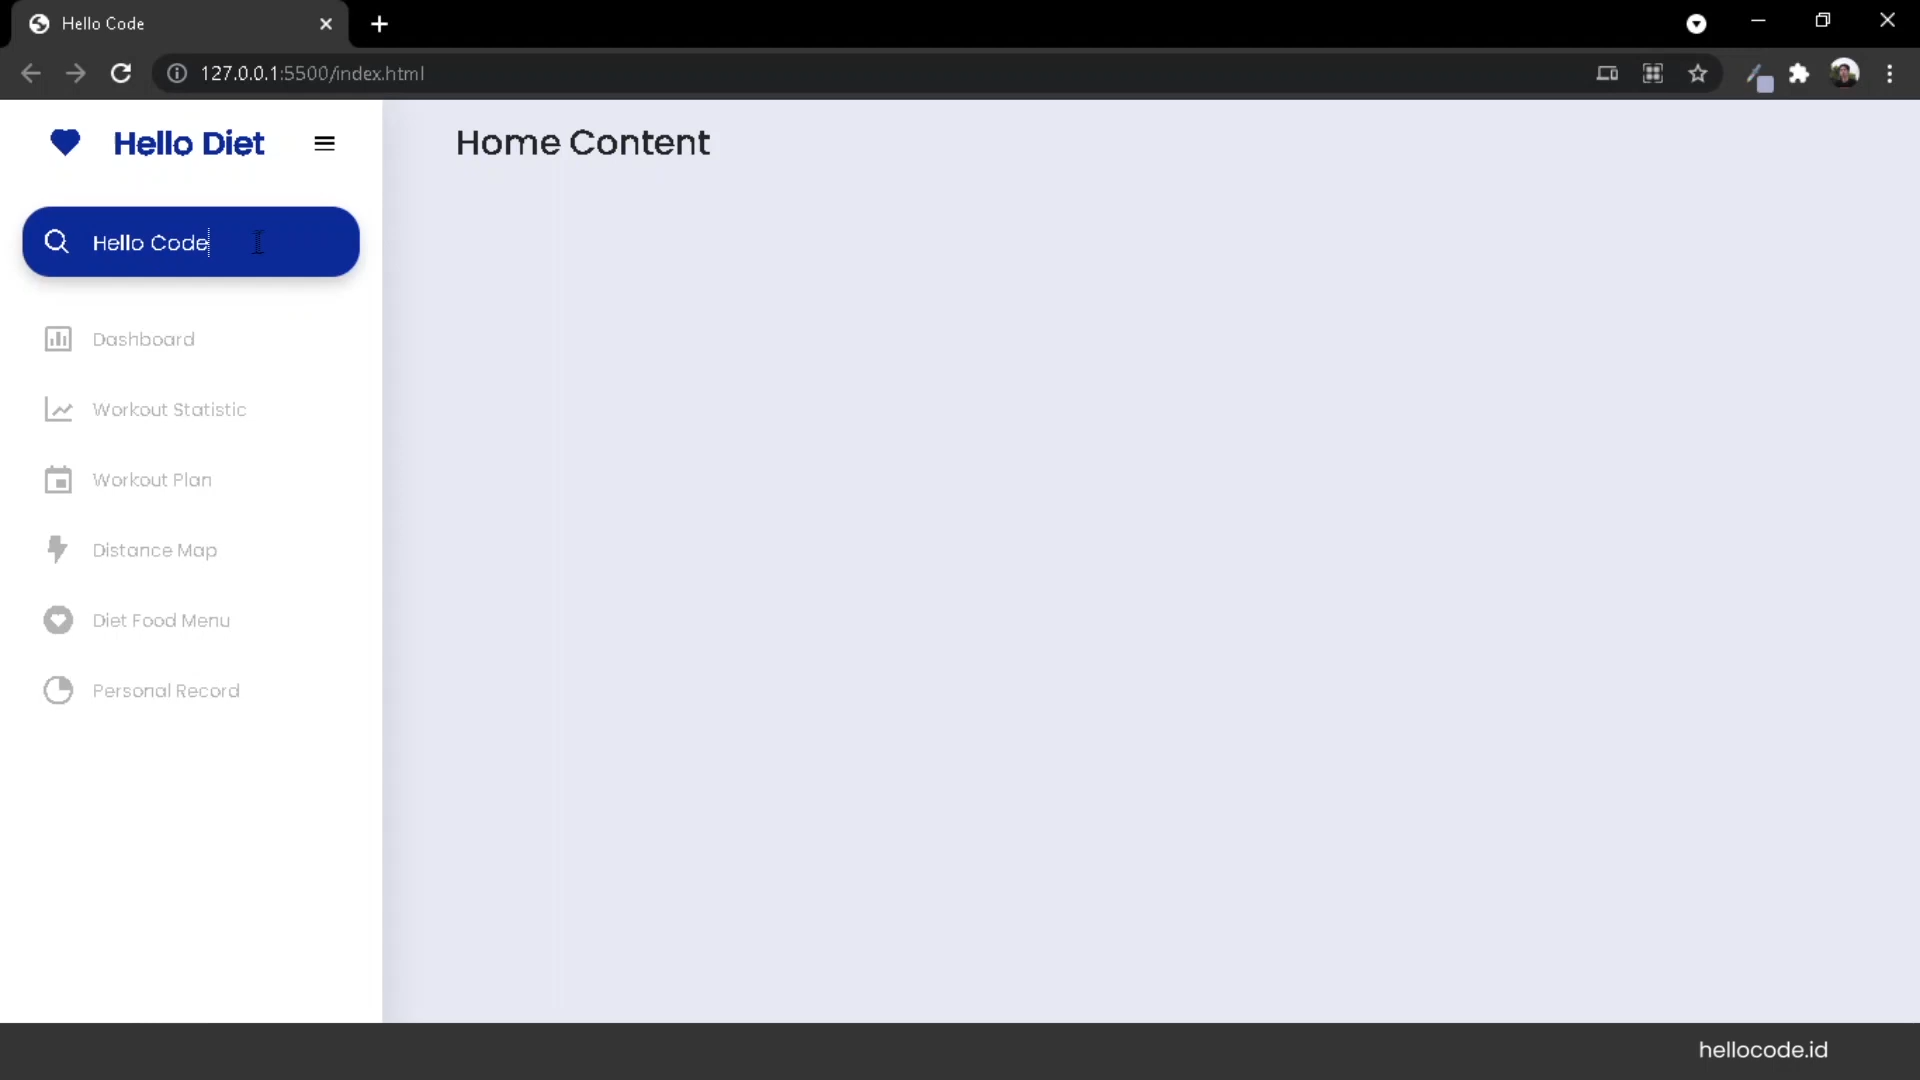 Hello Code
127.0.0.1:5500/index.html
Hello Diet
Home Content
Hello Code
Dashboard
Workout Statistic
Workout Plan
Distance Map
Diet Food Menu
Personal Record
hellocode.id